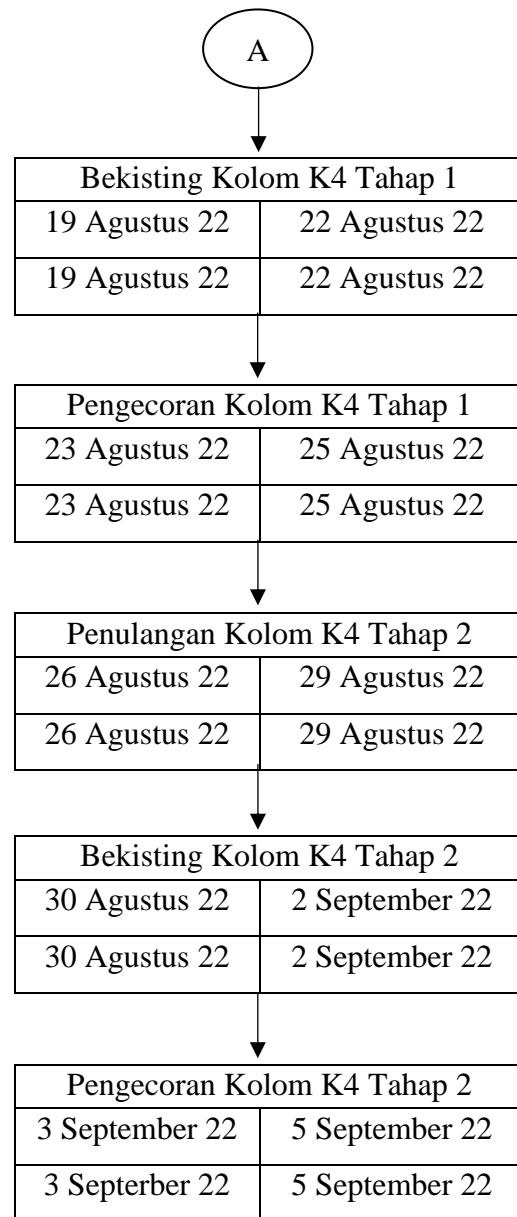 A
Bekisting Kolom K4 Tahap 1
19 Agustus 22 22 Agustus 22
19 Agustus 22 22 Agustus 22
Pengecoran Kolom K4 Tahap 1
23 Agustus 22 25 Agustus 22
23 Agustus 22 25 Agustus 22
Penulangan Kolom K4 Tahap 2
26 Agustus 22 29 Agustus 22
26 Agustus 22 29 Agustus 22
Bekisting Kolom K4 Tahap 2
30 Agustus 22 2 September 22
30 Agustus 22 2 September 22
Pengecoran Kolom K4 Tahap 2
3 September 22 5 September 22
3 Septerber 22 5 September 22